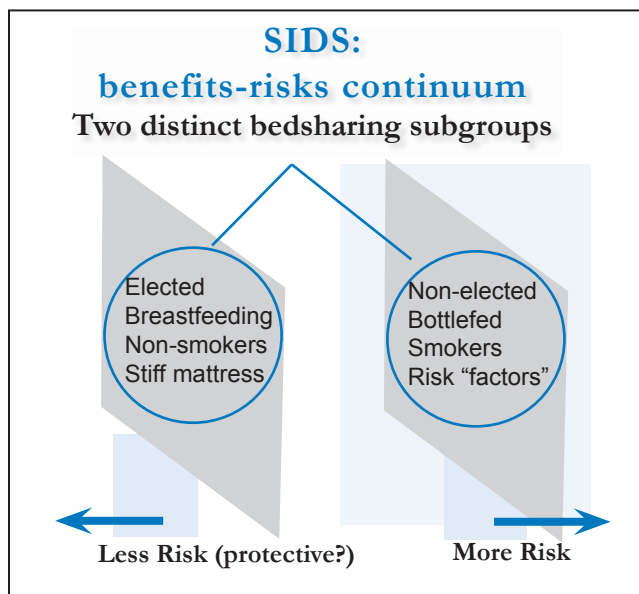 SIDS:
benefits-risks continuum
Two distinct bedsharing subgroups
Elected
Breastfeeding
Non-smokers
Stiff mattress
Non-elected
Bottlefed
Smokers
Risk “factors”
Less Risk (protective?)
More Risk